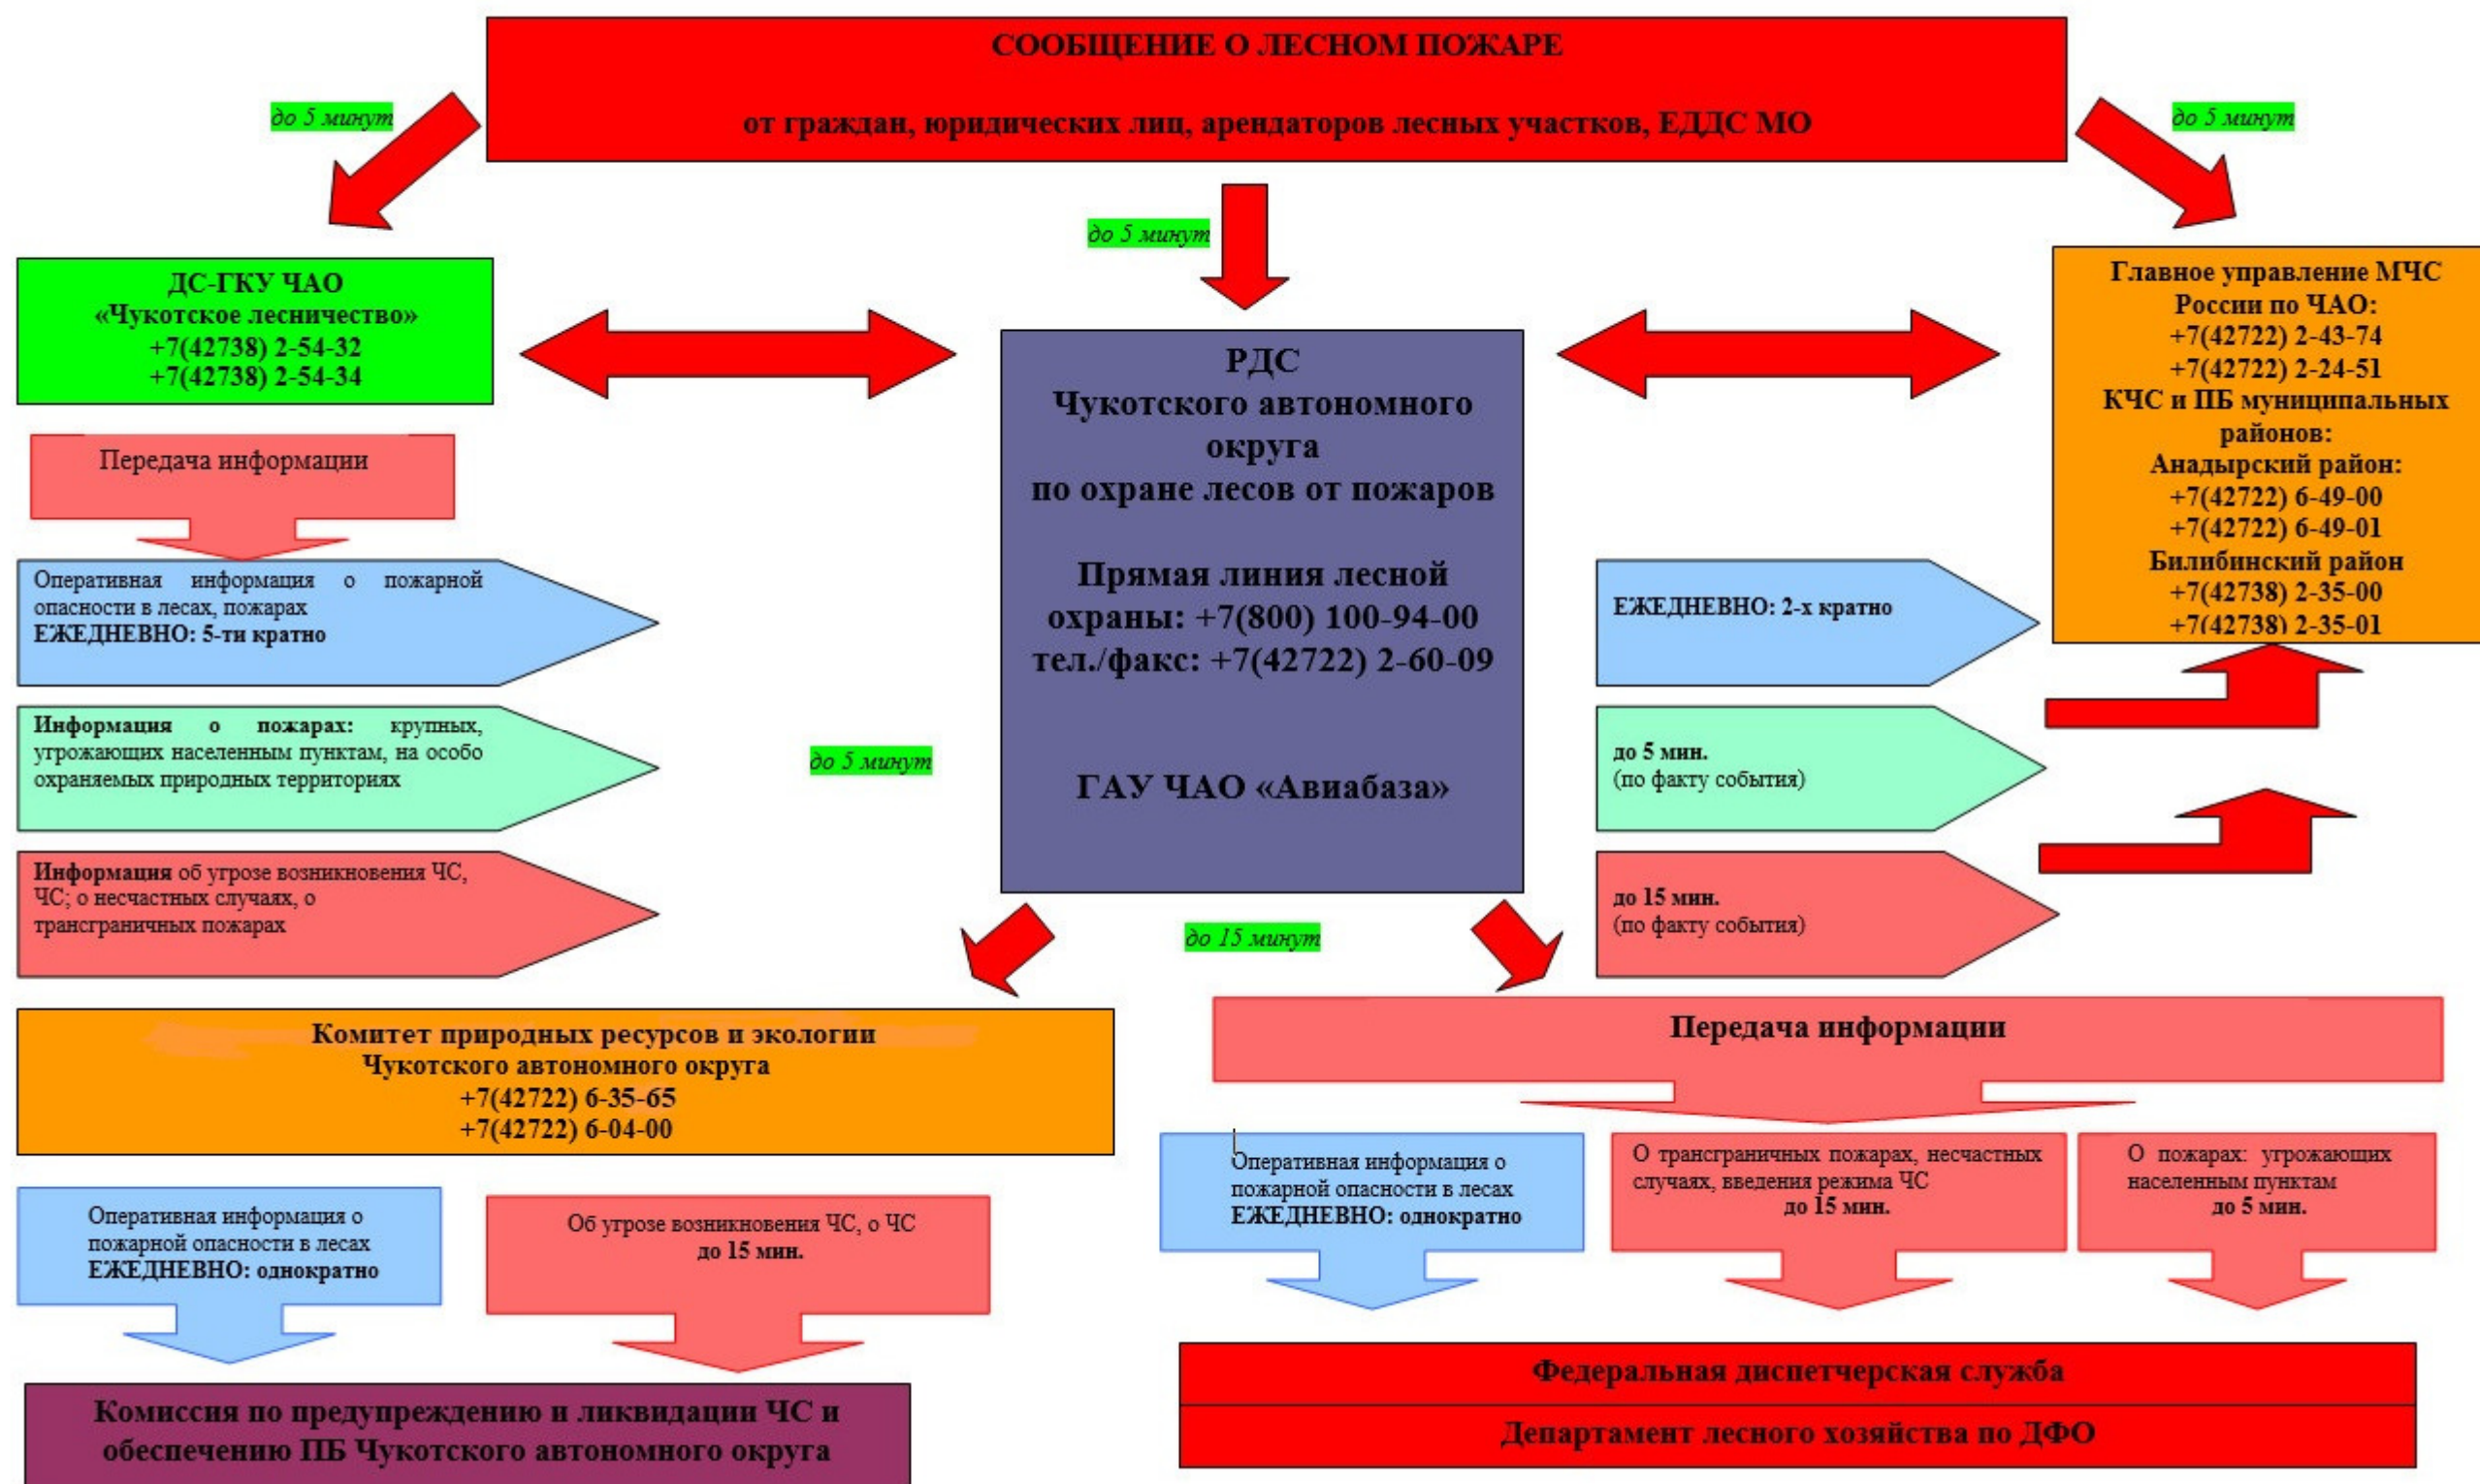 СООБЩЕНИЕ О ЛЕСНОМ ПОЖАРЕ
от граждан, юридических лиц, арендаторов лесных участков, ЕДДС МО
до 5 минут
до 5 минут
до 5 минут
ДС-ГКУ ЧАО
«Чукотское лесничество»
+7(42738) 2-54-32
+7(42738) 2-54-34
РДС
Чукотского автономного
округа
по охране лесов от пожаров
Прямая линия лесной
охраны: +7(800) 100-94-00
тел./факс: +7(42722) 2-60-09
ГАУ ЧАО «Авиабаза»
Главное управление МЧС
России по ЧАО:
+7(42722) 2-43-74
+7(42722) 2-24-51
КЧС и ПБ муниципальных
районов:
Анадырский район:
+7(42722) 6-49-00
+7(42722) 6-49-01
Билибинский район
+7(42738) 2-35-00
+7(42738) 2-35-01
Передача информации
Оперативная информация о пожарной
опасности в лесах, пожарах
ЕЖЕДНЕВНО: 5-ти кратно
Информация о пожарах: крупных,
угрожающих населенным пунктам, на особо
охраняемых природных территориях
Информация об угрозе возникновения ЧС,
ЧС; о несчастных случаях, о
трансграничных пожарах
до 5 минут
ЕЖЕДНЕВНО: 2-х кратно
до 5 мин.
(по факту события)
до 15 мин.
(по факту события)
до 15 минут
Комитет природных ресурсов и экологии
Чукотского автономного округа
+7(42722) 6-35-65
+7(42722) 6-04-00
Передача информации
Оперативная информация о
пожарной опасности в лесах
ЕЖЕДНЕВНО: однократно
Об угрозе возникновения ЧС, о ЧС
до 15 мин.
Оперативная информация о
пожарной опасности в лесах
ЕЖЕДНЕВНО: однократно
О трансграничных пожарах, несчастных
случаях, введения режима ЧС
до 15 мин.
О пожарах: угрожающих
населенным пунктам
до 5 мин.
Комиссия по предупреждению и ликвидации ЧС и
обеспечению ПБ Чукотского автономного округа
Федеральная диспетчерская служба
Департамент лесного хозяйства по ДФО